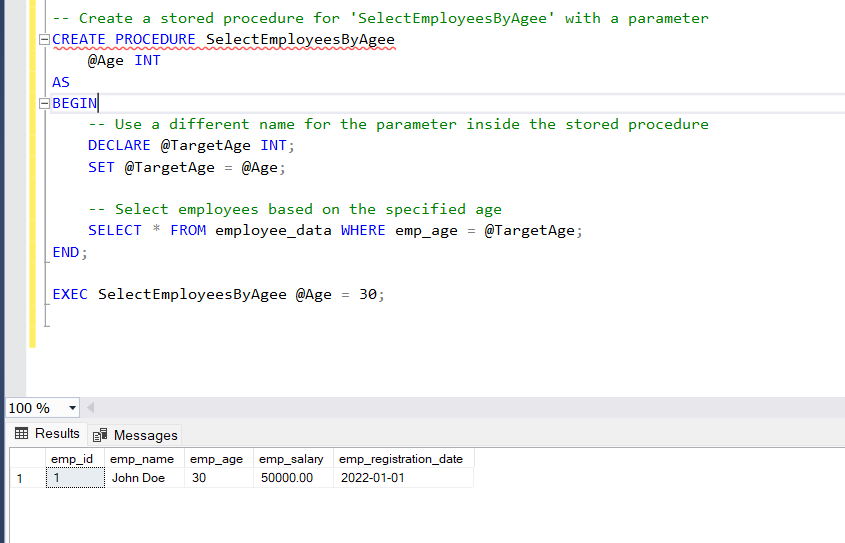 -- Create a stored procedure for 'SelectEmployeesByAgee' with a parameter
CREATE PROCEDURE SelectEmployeesByAgee
    @Age INT
AS
BEGIN
    -- Use a different name for the parameter inside the stored procedure
    DECLARE @TargetAge INT;
    SET @TargetAge = @Age;

    -- Select employees based on the specified age
    SELECT * FROM employee_data WHERE emp_age = @TargetAge;
END;

EXEC SelectEmployeesByAgee @Age = 30;
100 %
Results Messages
emp_id emp_name emp_age emp_salary emp_registration_date
1 1 John Doe 30 50000.00 2022-01-01